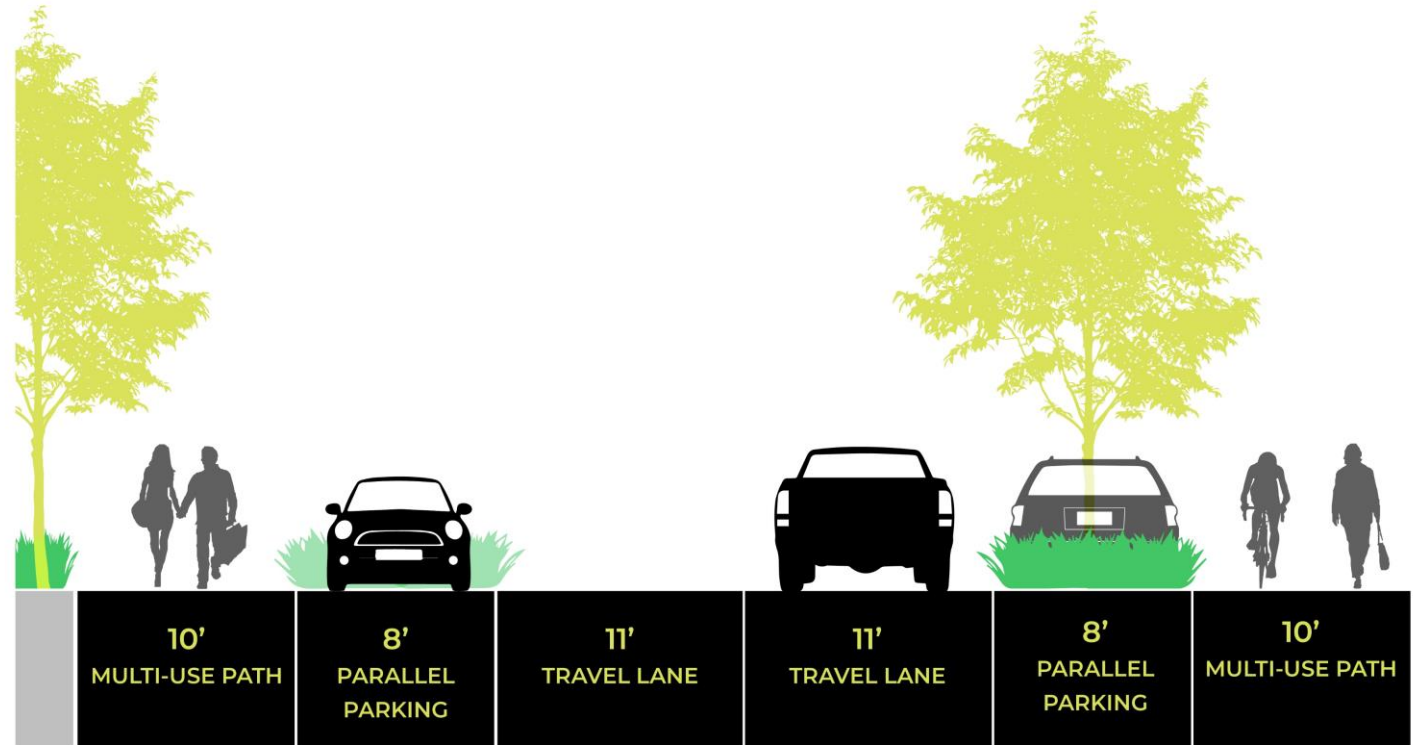 10’
MULTI-USE PATH
8’
PARALLEL
PARKING
11’
TRAVEL LANE
11’
TRAVEL LANE
8’
PARALLEL
PARKING
10’
MULTI-USE PATH